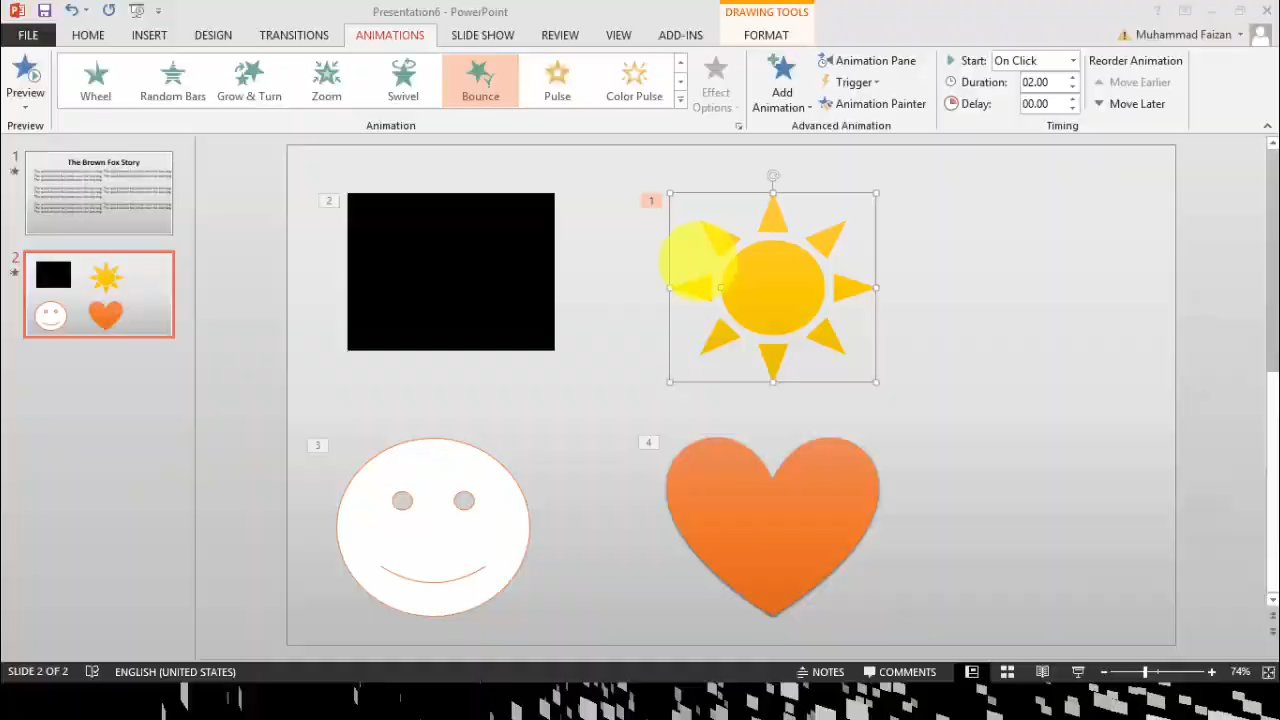 Presentation6 - PowerPoint
DRAWING TOOLS
FILE HOME INSERT DESIGN TRANSITIONS ANIMATIONS SLIDE SHOW REVIEW VIEW ADD-INS FORMAT Muhammad Faizan
Preview
Wheel Random Bars Grow & Turn Zoom Swivel Bounce Pulse Color Pulse
Effect
Options
Add
Animation
Animation Pane
Trigger
Animation Painter
Start: On Click
Duration: 02.00
Delay: 00.00
Reorder Animation
Move Earlier
Move Later
Preview Animation Advanced Animation Timing
1
The Brown Fox Story
2
2
1
3
4
SLIDE 2 OF 2 ENGLISH (UNITED STATES) NOTES COMMENTS 74%